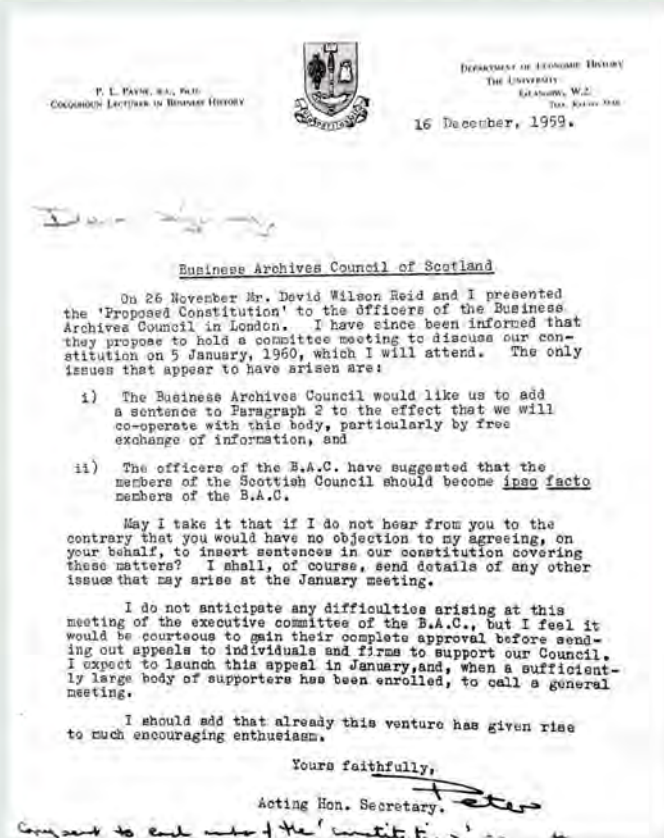 P. L. PAYNE, B.A., PH.D.
COLQUHOUN LECTURER IN BUSINESS HISTORY
DEPARTMENT OF ECONOMIC HISTORY
THE UNIVERSITY
GLASGOW, W.2.
16 December, 1959.
Dear
Business Archives Council of Scotland
On 26 November Mr. David Wilson Reid and I presented
the 'Proposed Constitution' to the officers of the Business
Archives Council in London. I have since been informed that
they propose to hold a committee meeting to discuss our con-
stitution on 5 January, 1960, which I will attend. The only
issues that appear to have arisen are:
i) The Business Archives Council would like us to add
a sentence to Paragraph 2 to the effect that we will
co-operate with this body, particularly by free
exchange of information, and
ii) The officers of the B.A.C. have suggested that the
members of the Scottish Council should become ipso facto
members of the B.A.C.
May I take it that if I do not hear from you to the
contrary that you would have no objection to my agreeing, on
your behalf, to insert sentences in our constitution covering
these matters? I shall, of course, send details of any other
issues that may arise at the January meeting.
I do not anticipate any difficulties arising at this
meeting of the executive committee of the B.A.C., but I feel it
would be courteous to gain their complete approval before send-
ing out appeals to individuals and firms to support our Council.
I expect to launch this appeal in January,and, when a sufficient-
ly large body of supporters has been enrolled, to call a general
meeting.
I should add that already this venture has given rise
to much encouraging enthusiasm.
Yours faithfully,
Peter
Acting Hon. Secretary.
Copy sent to each of the 'constitution'